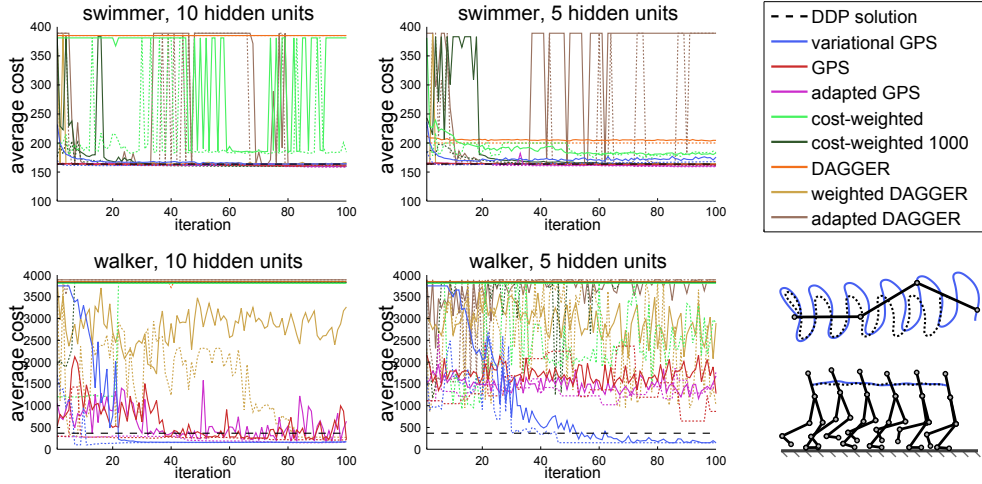 swimmer, 10 hidden units
average cost
400
350
300
250
200
150
100
20
40
60
80
100
iteration
swimmer, 5 hidden units
average cost
400
350
300
250
200
150
100
20
40
60
80
100
iteration
DDP solution
variational GPS
GPS
adapted GPS
cost-weighted
cost-weighted 1000
DAGGER
weighted DAGGER
adapted DAGGER
walker, 10 hidden units
average cost
4000
3500
3000
2500
2000
1500
1000
500
0
20
40
60
80
100
iteration
walker, 5 hidden units
average cost
4000
3500
3000
2500
2000
1500
1000
500
0
20
40
60
80
100
iteration